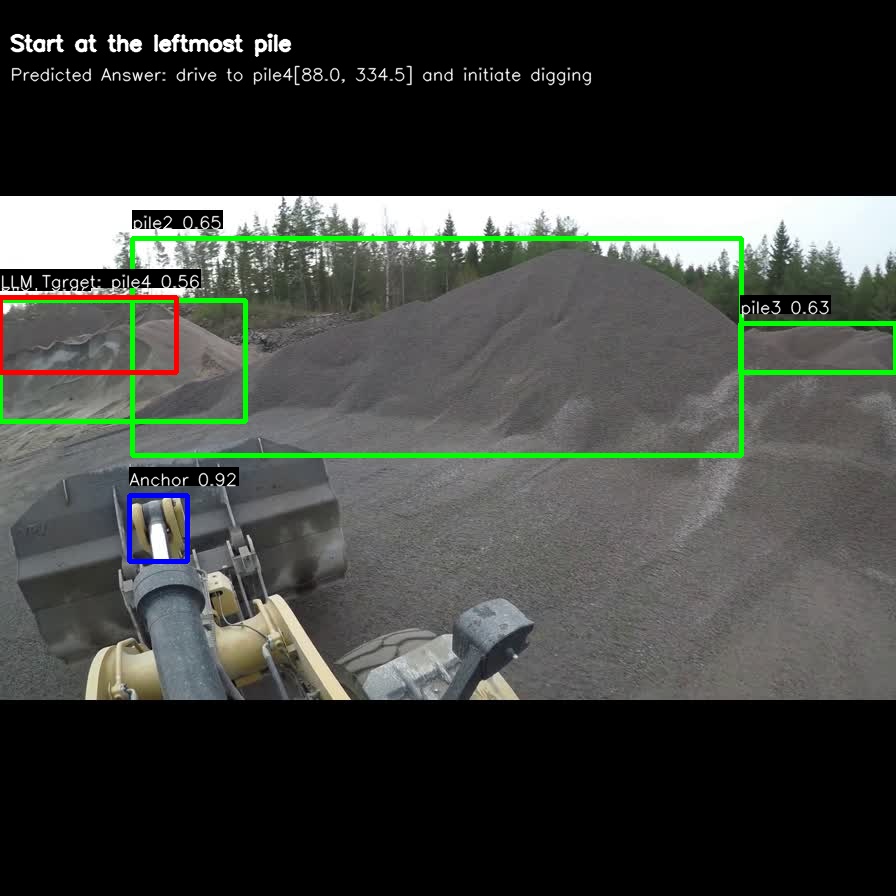 Start at the leftmost pile
Predicted Answer: drive to pile4[88.0, 334.5] and initiate digging
pile2 0.65
LLM Target: pile4 0.56
pile3 0.63
Anchor 0.92